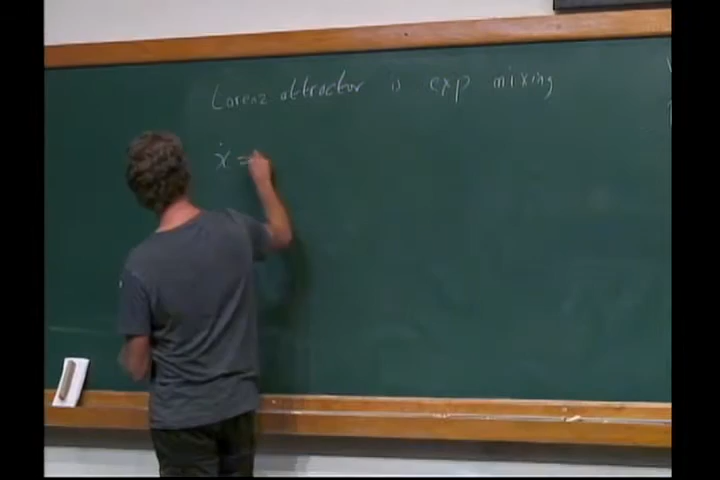 Lorenz attractor is exp mixing
ẋ =